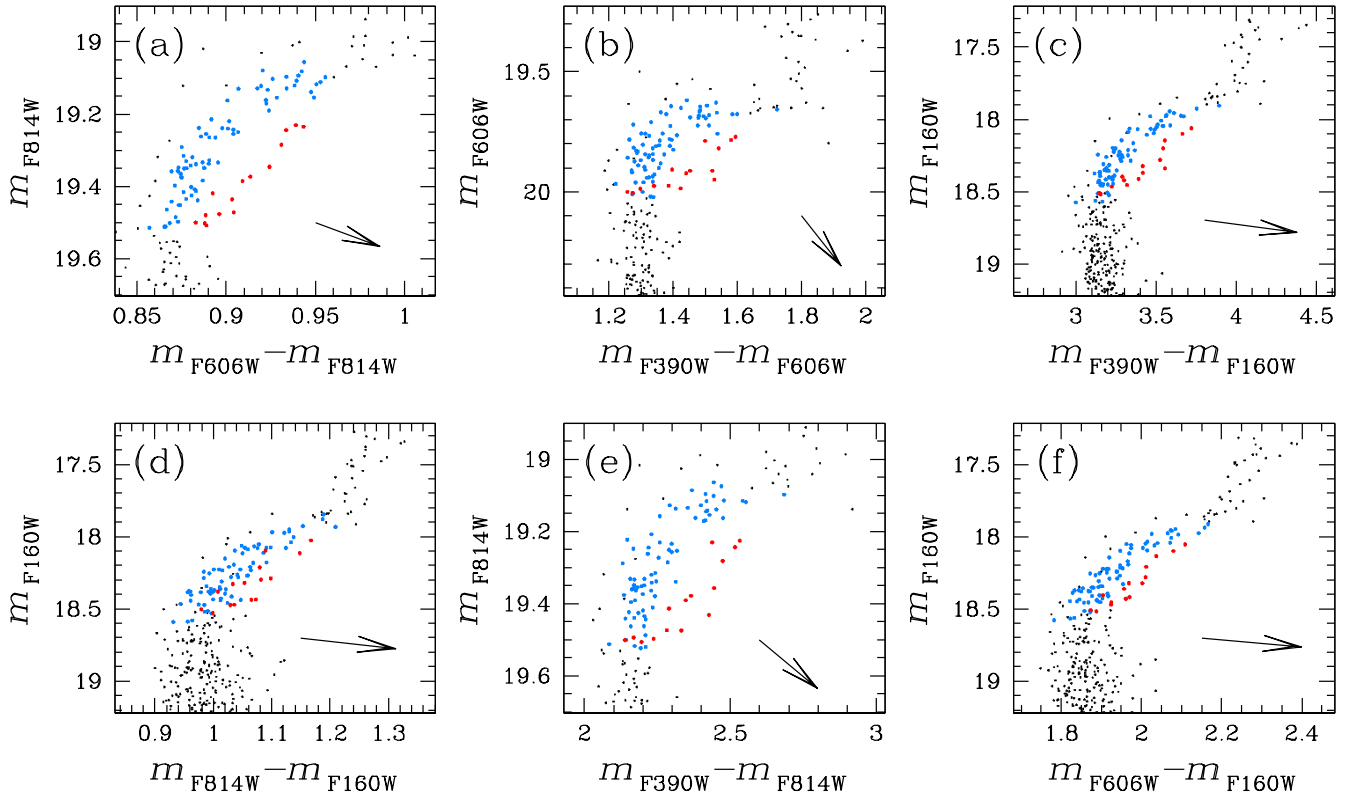 (a) (b) (c)
19 19.2 19.4 19.6
m F814W
0.85 0.9 0.95 1
m F606W − m F814W
19.5 20
m F606W
1.2 1.4 1.6 1.8 2
m F390W − m F606W
17.5 18 18.5 19
m F160W
3 3.5 4 4.5
m F390W − m F160W
(d) (e) (f)
17.5 18 18.5 19
m F160W
0.9 1 1.1 1.2 1.3
m F814W − m F160W
19 19.2 19.4 19.6
m F814W
2 2.5 3
m F390W − m F814W
17.5 18 18.5 19
m F160W
1.8 2 2.2 2.4
m F606W − m F160W